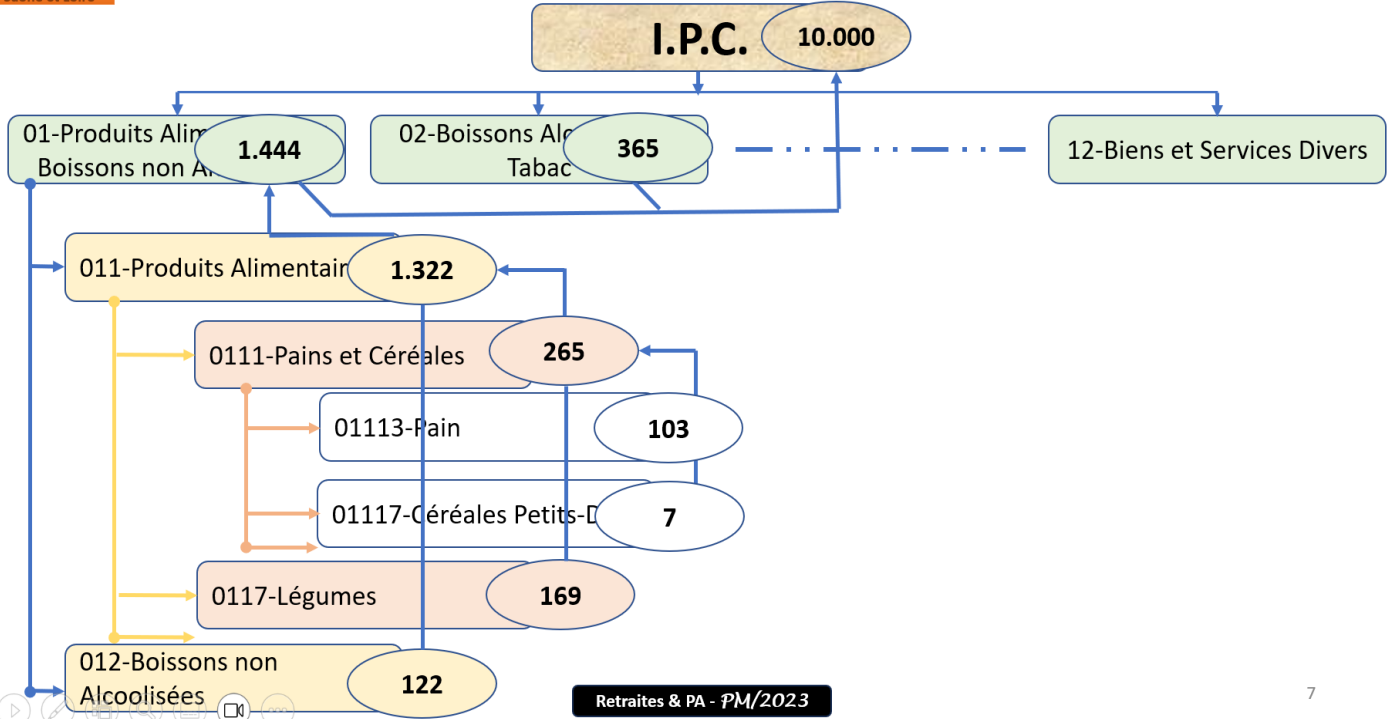 I.P.C. 10.000
01-Produits Alim
Boissons non A
1.444
02-Boissons Alc
Tabac
365
12-Biens et Services Divers
011-Produits Alimentair
1.322
0111-Pains et Céréales
265
01113-Pain
103
01117-Céréales Petits-D
7
0117-Légumes
169
012-Boissons non
Alcoolisées
122
Retraites & PA - PM/2023
7